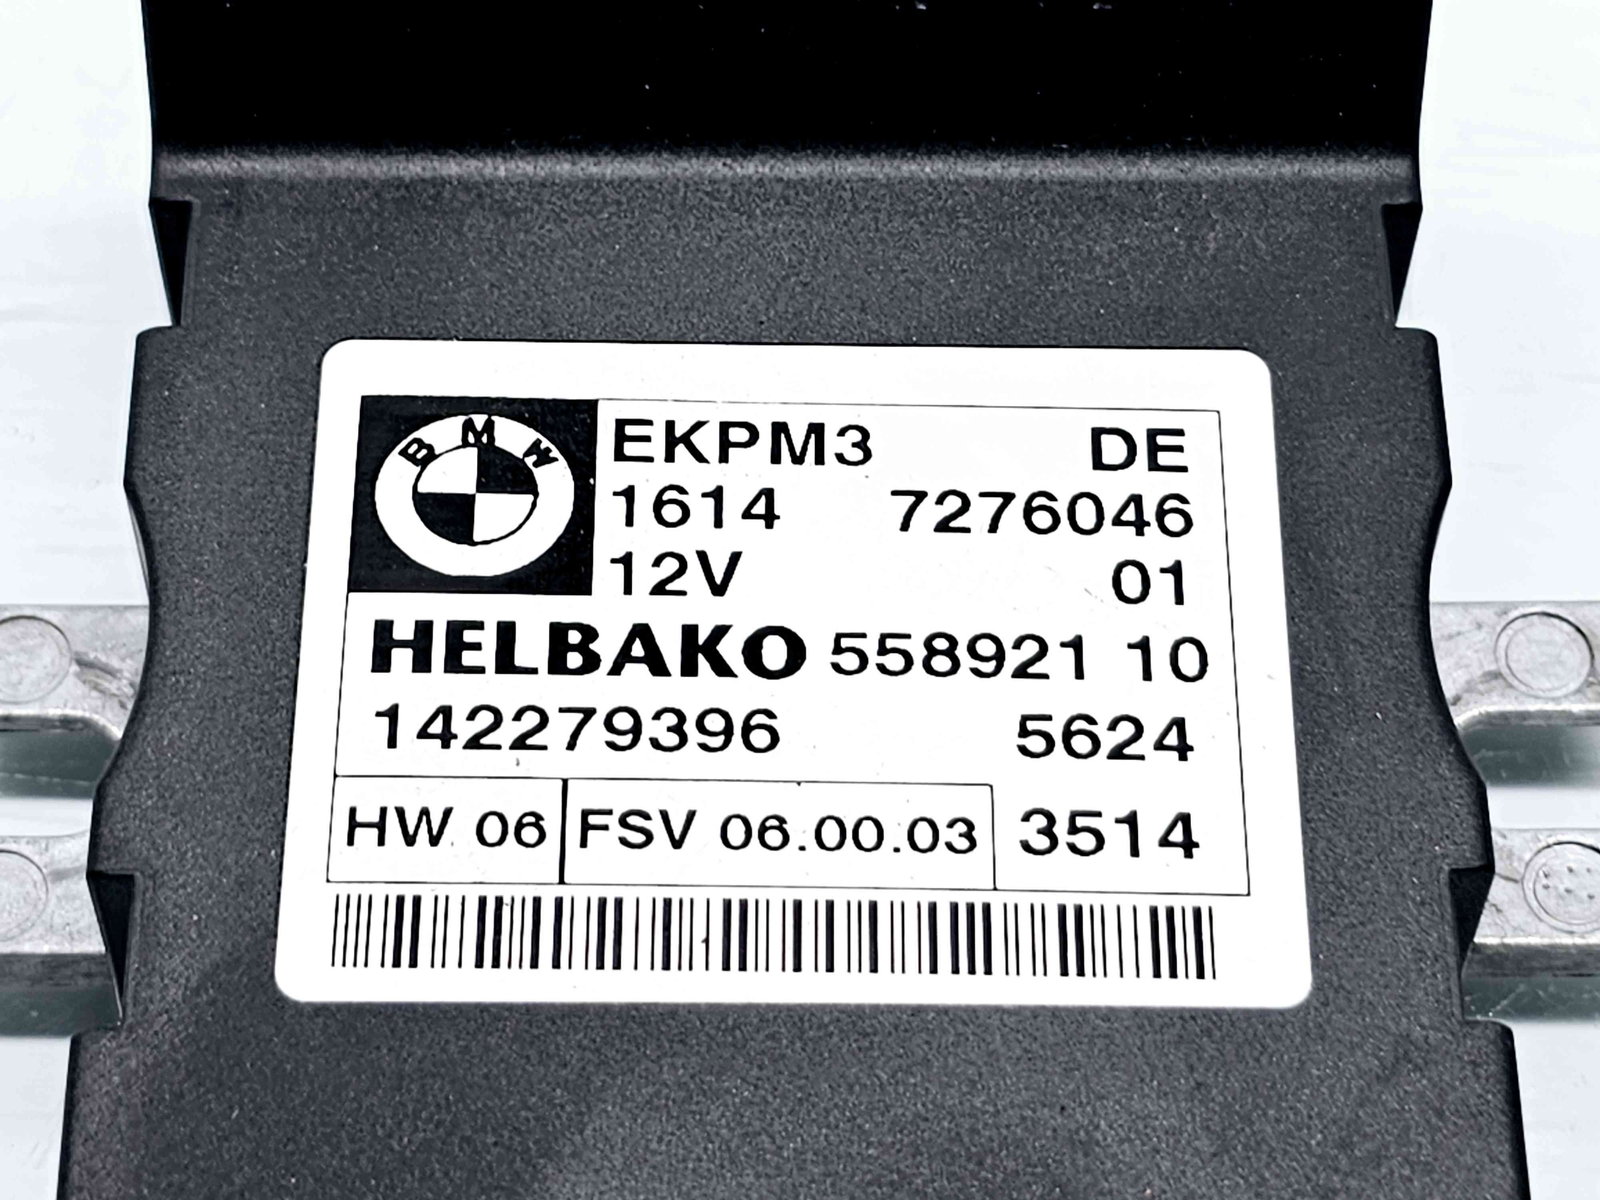 BMW
EKPM3 DE
1614 7276046
12V 01
HELBAKO 558921 10
142279396 5624
HW 06 FSV 06.00.03 3514